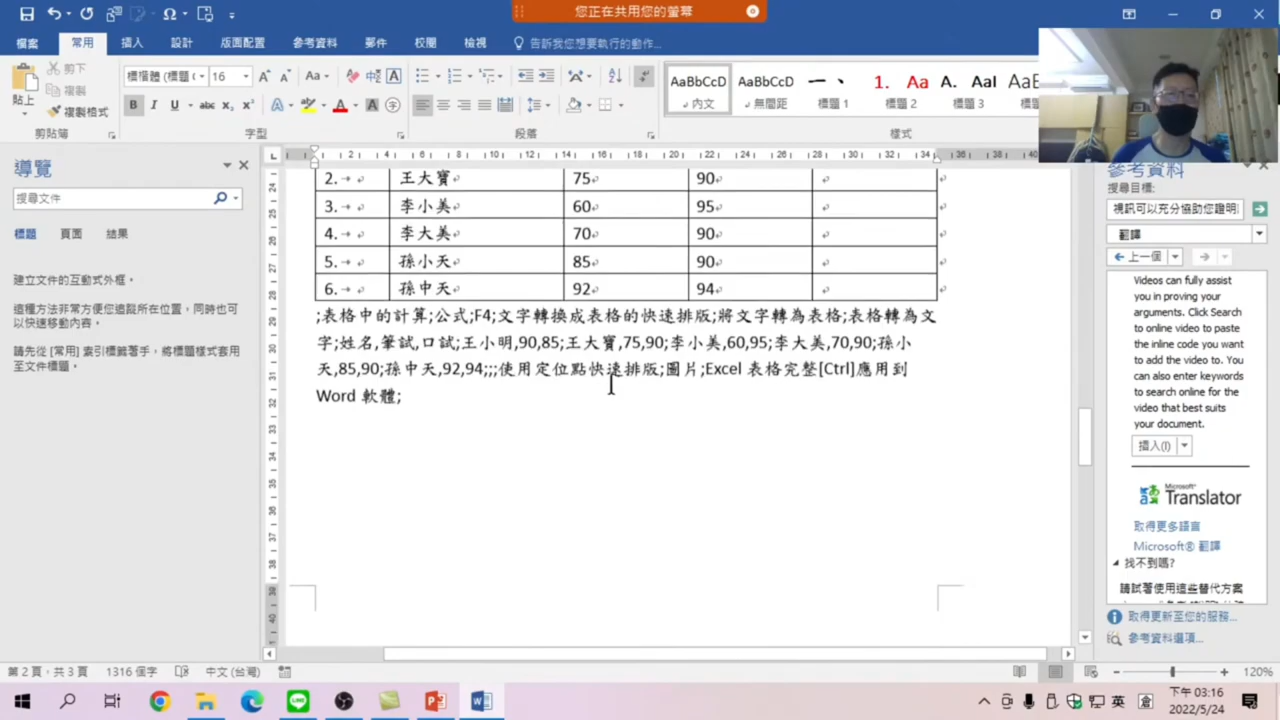 您正在共用您的螢幕
檔案 常用 插入 設計 版面配置 參考資料 郵件 校閱 檢視 告訴我您想要執行的動作...
剪下
複製
複製格式
貼上
剪貼簿
標楷體 (標題 16
字型
段落
AaBbCcD AaBbCcD 1. Aa A. AaI
內文 無間距 標題 1 標題 2 標題 3 標題
樣式
導覽
搜尋文件
標題 頁面 結果
建立文件的互動式外框。
這種方法非常方便您追蹤所在位置，同時也可以快速移動內容。
請先從 [常用] 索引標籤著手，將標題樣式套用至文件標題。
2. 王大寶 75 90
3. 李小美 60 95
4. 李大美 70 90
5. 孫小天 85 90
6. 孫中天 92 94
;表格中的計算;公式;F4;文字轉換成表格的快速排版;將文字轉為表格;表格轉為文
字;姓名,筆試,口試;王小明,90,85;王大寶,75,90;李小美,60,95;李大美,70,90;孫小
天,85,90;孫中天,92,94;;;使用定位點快速排版;圖片;Excel 表格完整[Ctrl]應用到
Word 軟體;
參考資料
搜尋目標:
視訊可以充分協助您證明
翻譯
上一個
Videos can fully assist
you in proving your
arguments. Click Search
to online video to paste
the inline code you want
to add the video to. You
can also enter keywords
to search online for the
video that best suits
your document.
插入(I)
Microsoft®
Translator
取得更多語言
Microsoft® 翻譯
找不到嗎?
請試著使用這些替代方案
取得更新至您的服務...
參考資料選項...
第 2 頁，共 3 頁 1316 個字 中文 (台灣) 120%
英
下午 03:16
2022/5/24